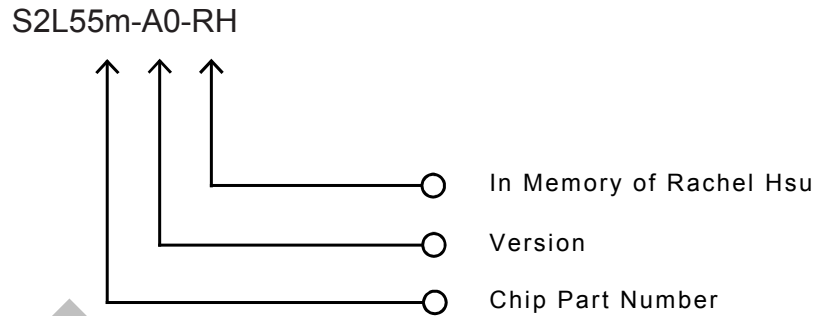 S2L55m-A0-RH
In Memory of Rachel Hsu
Version
Chip Part Number